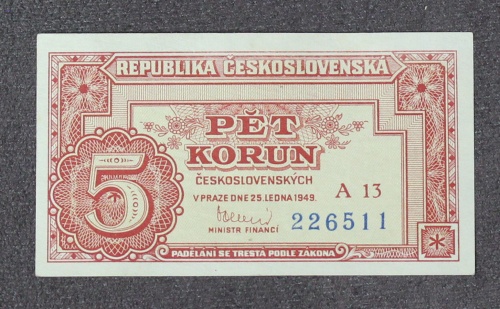 REPUBLIKA ČESKOSLOVENSKÁ
PĚT
KORUN
ČESKOSLOVENSKÝCH
V PRAZE DNE 25. LEDNA 1949.
MINISTR FINANCÍ
A 13
226511
5
PADĚLÁNÍ SE TRESTÁ PODLE ZÁKONA